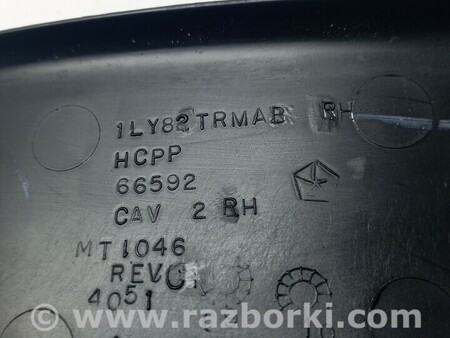 1LY82TRMAB RH
HCPP
66592
CAV 2 RH
MT1046
REV
4051
www.razborki.com